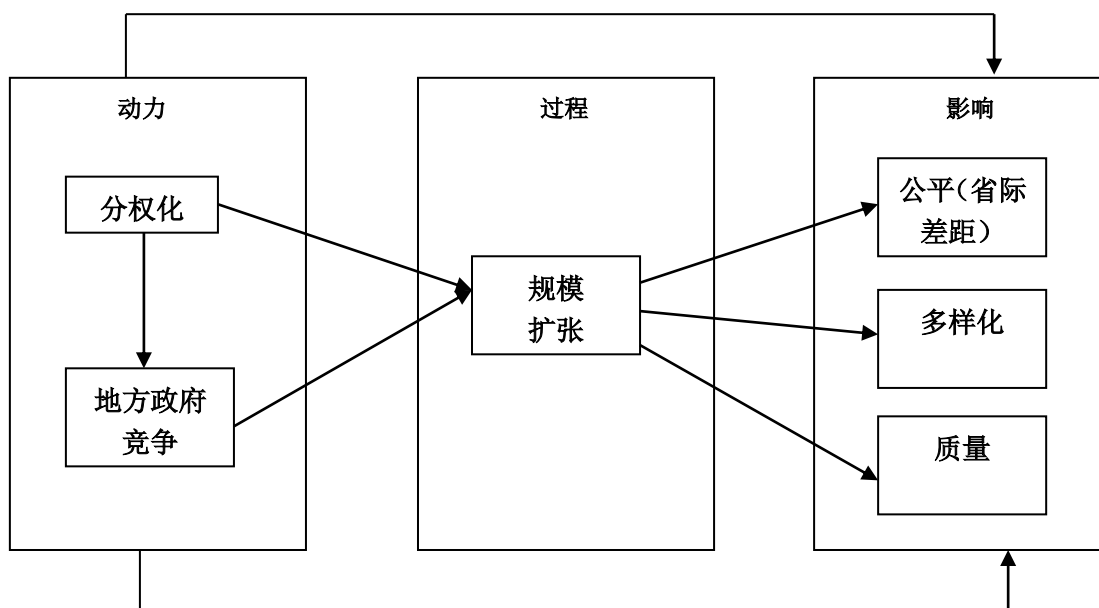 动力
分权化
地方政府
竞争
过程
规模
扩张
影响
公平（省际
差距）
多样化
质量